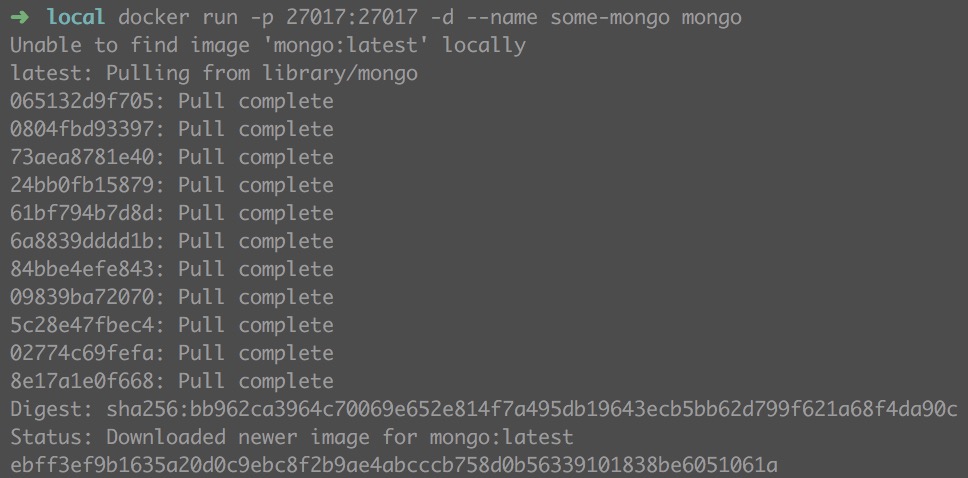 ➜ local docker run -p 27017:27017 -d --name some-mongo mongo
Unable to find image 'mongo:latest' locally
latest: Pulling from library/mongo
065132d9f705: Pull complete
0804fbd93397: Pull complete
73aea8781e40: Pull complete
24bb0fb15879: Pull complete
61bf794b7d8d: Pull complete
6a8839dddd1b: Pull complete
84bbe4efe843: Pull complete
09839ba72070: Pull complete
5c28e47fbec4: Pull complete
02774c69fefa: Pull complete
8e17a1e0f668: Pull complete
Digest: sha256:bb962ca3964c70069e652e814f7a495db19643ecb5bb62d799f621a68f4da90c
Status: Downloaded newer image for mongo:latest
ebff3ef9b1635a20d0c9ebc8f2b9ae4abcccb758d0b56339101838be6051061a